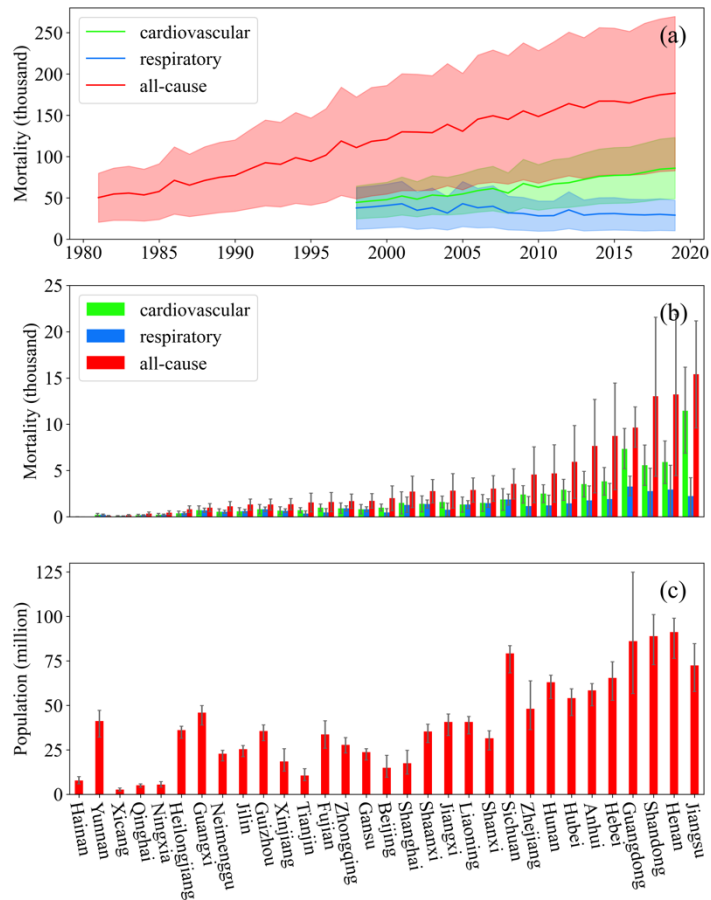 (a)
cardiovascular
respiratory
all-cause
Mortality (thousand)
250
200
150
100
50
0
1980 1985 1990 1995 2000 2005 2010 2015 2020
(b)
cardiovascular
respiratory
all-cause
Mortality (thousand)
25
20
15
10
5
0
(c)
Population (million)
125
100
75
50
25
0
Hainan
Yunnan
Xicang
Qinghai
Ningxia
Heilongjiang
Guangxi
Neimenggu
Jilin
Guizhou
Xinjiang
Tianjin
Fujian
Zhongqing
Gansu
Beijing
Shanghai
Shaanxi
Jiangxi
Liaoning
Shanxi
Sichuan
Zhejiang
Hunan
Hubei
Anhui
Hebei
Guangdong
Shandong
Henan
Jiangsu